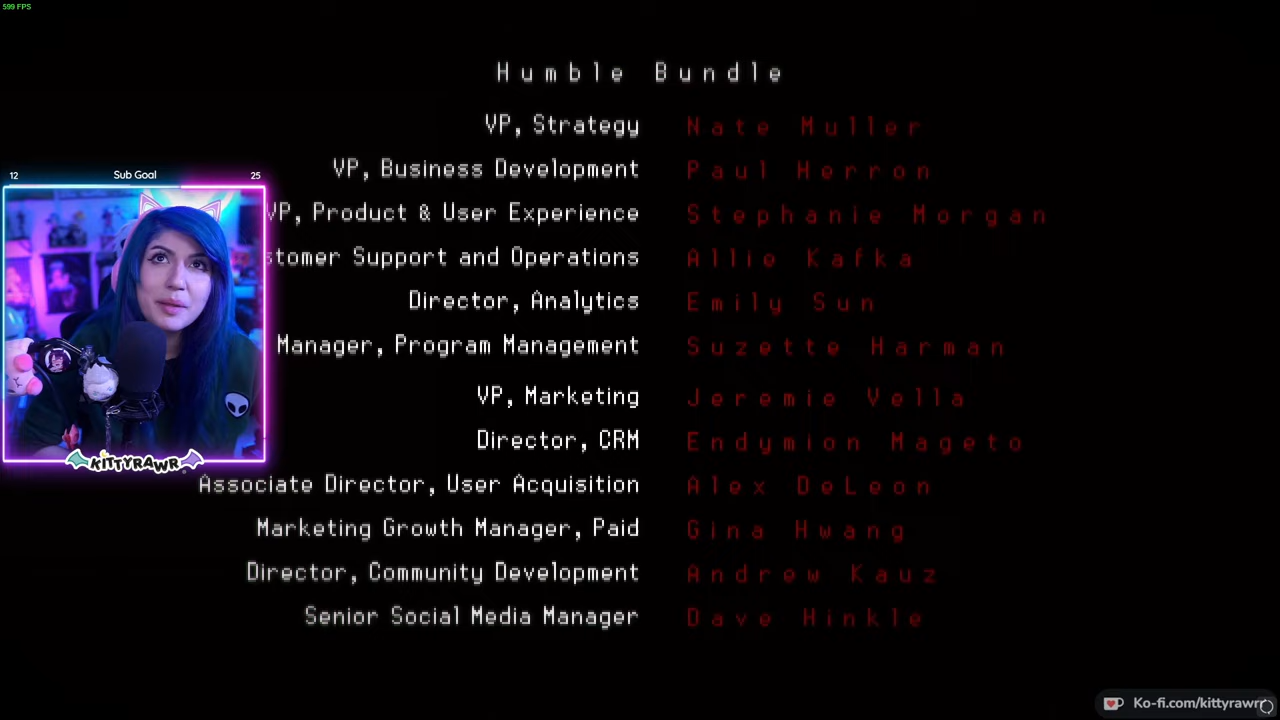 599 FPS
Humble Bundle
VP, Strategy Nate Muller
VP, Business Development Paul Herron
12 Sub Goal 25
VP, Product & User Experience Stephanie Morgan
stomer Support and Operations Allie Kafka
Director, Analytics Emily Sun
Manager, Program Management Suzette Harman
VP, Marketing Jeremie Vella
Director, CRM Endymion Mageto
KITTYRAWR
Associate Director, User Acquisition Alex DeLeon
Marketing Growth Manager, Paid Gina Hwang
Director, Community Development Andrew Kauz
Senior Social Media Manager Dave Hinkle
Ko-fi.com/kittyrawr